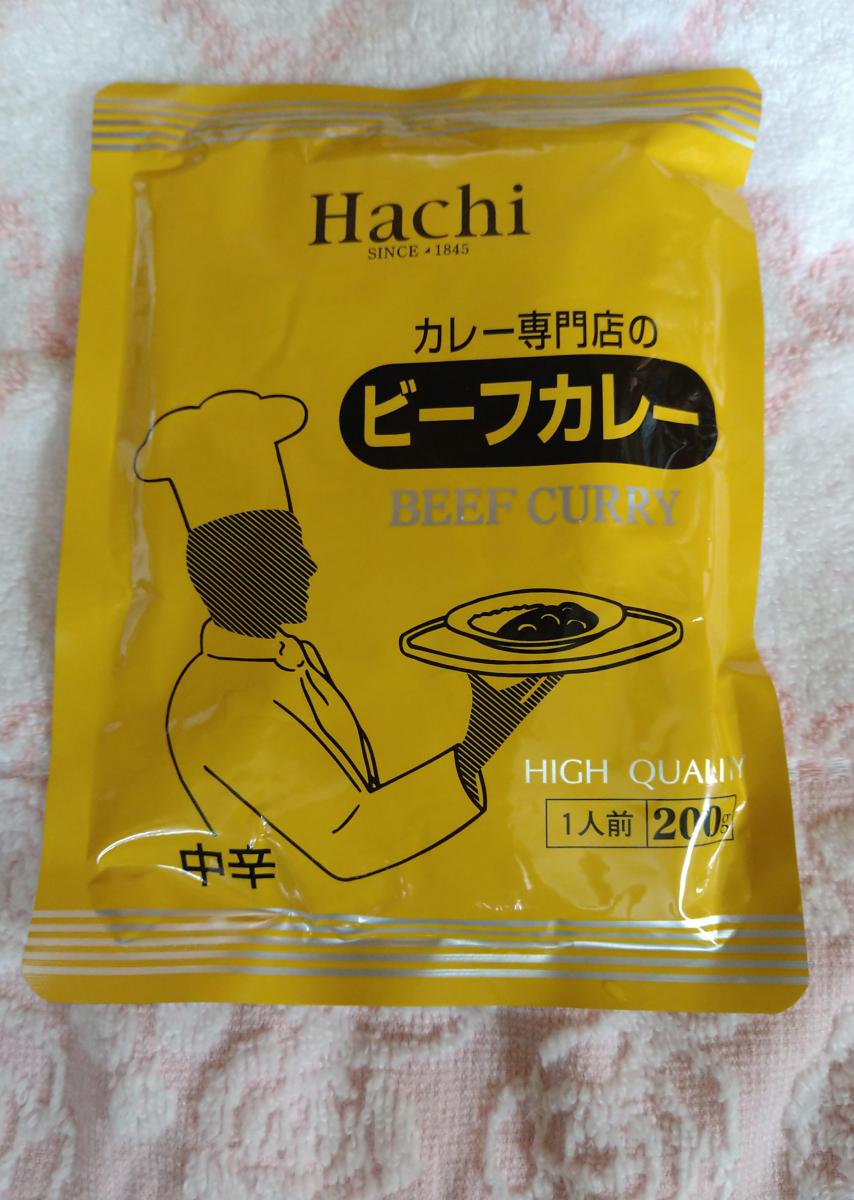 Hachi
SINCE 1845
カレー専門店の
ビーフカレー
BEEF CURRY
HIGH QUALITY
1人前 200g
中辛